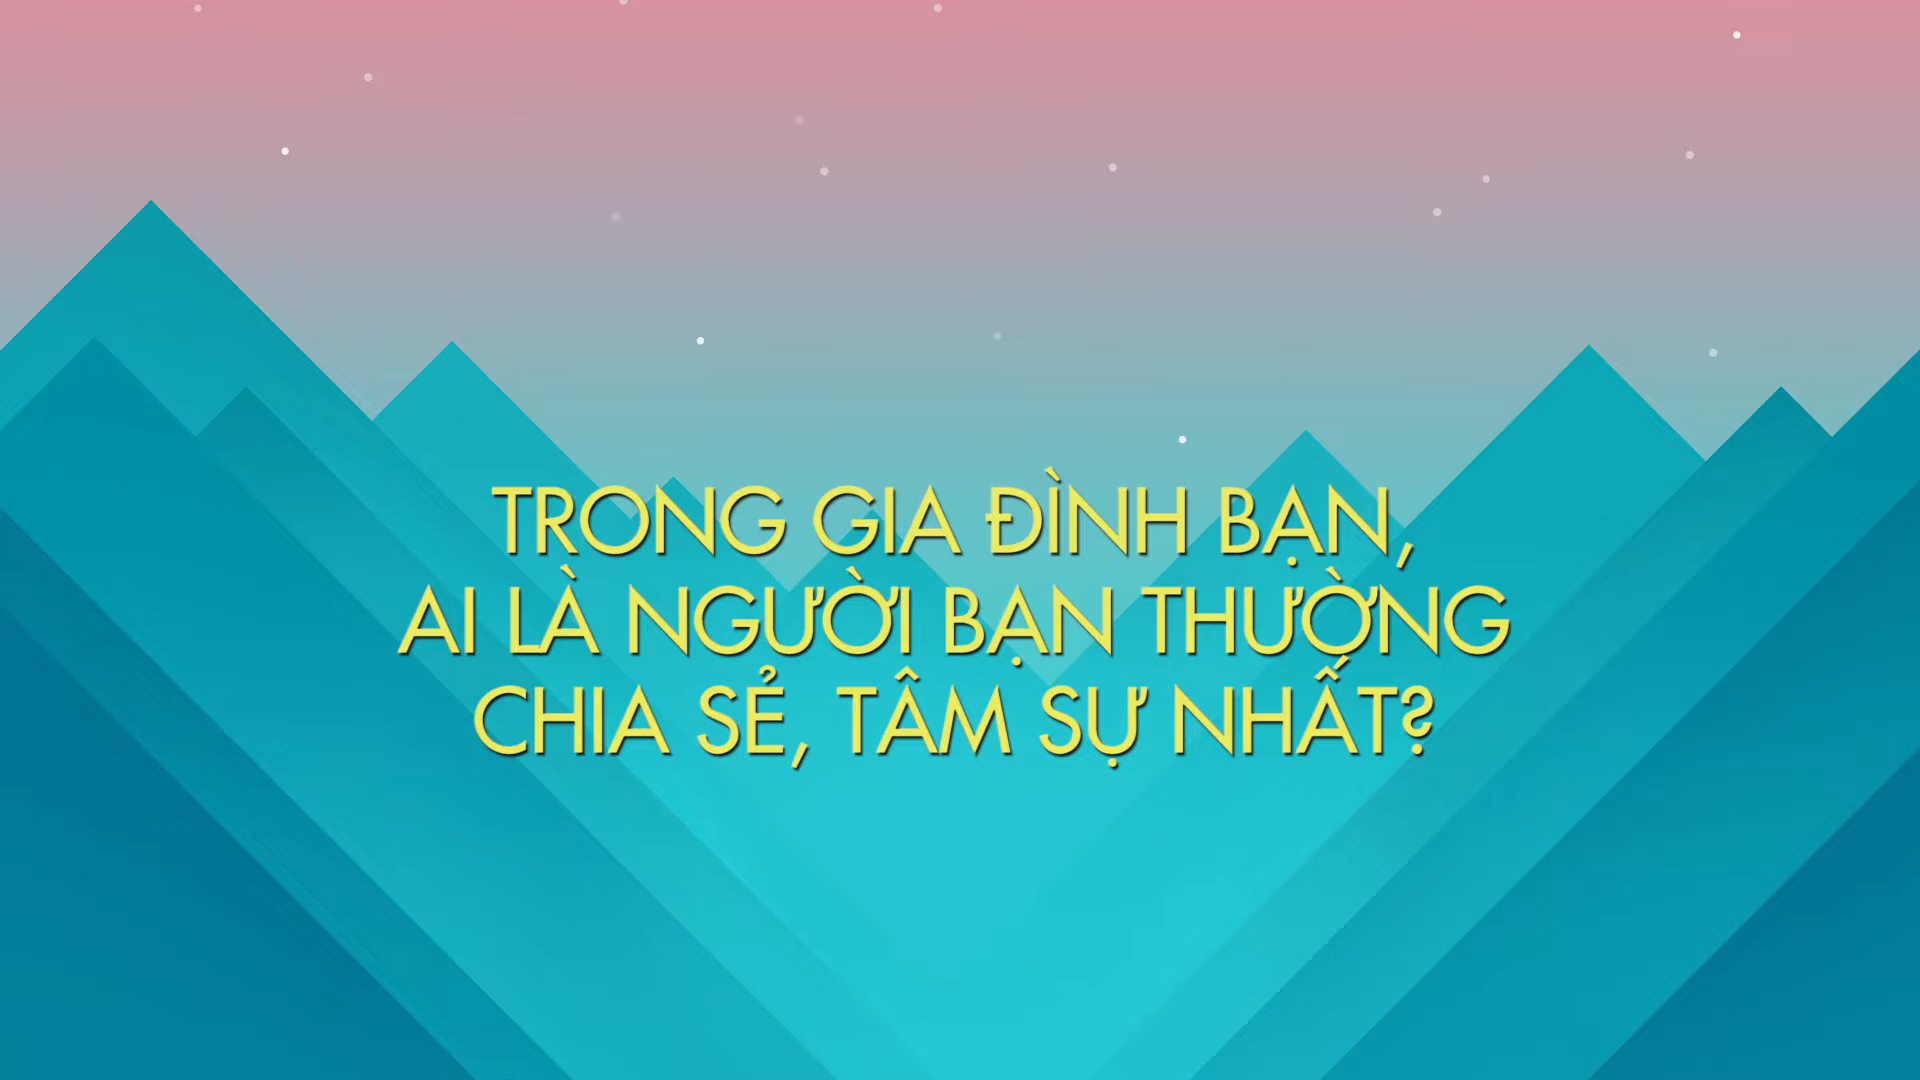 TRONG GIA ĐÌNH BẠN,
AI LÀ NGƯỜI BẠN THƯỜNG
CHIA SẺ, TÂM SỰ NHẤT?